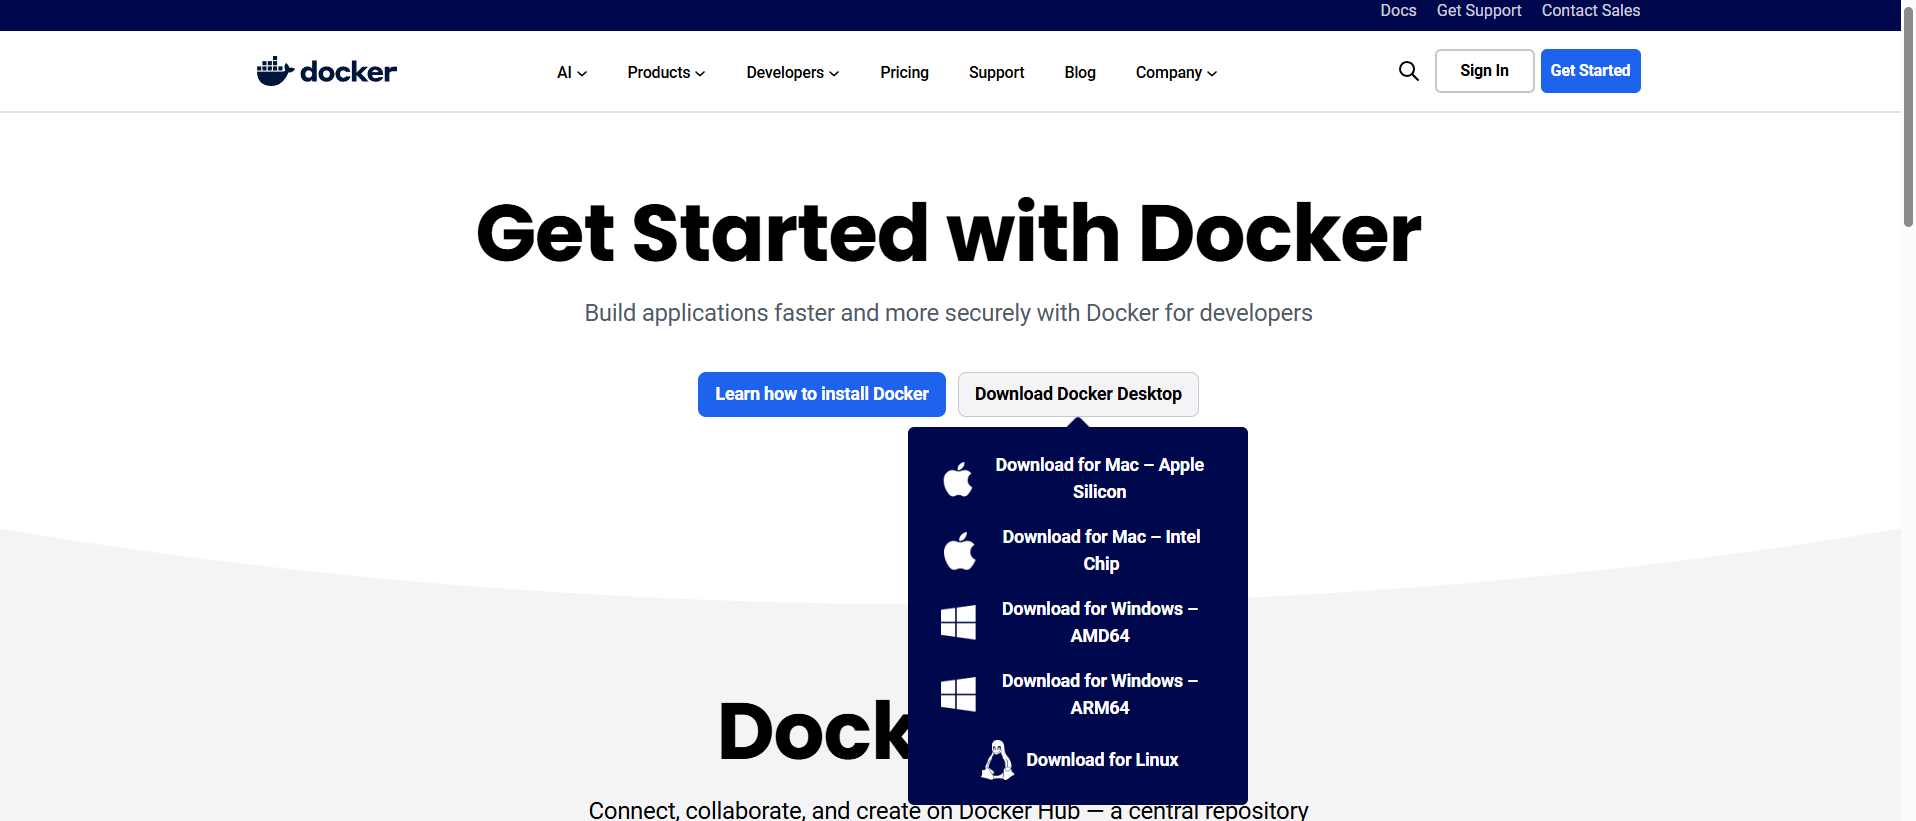 Docs Get Support Contact Sales
docker AI Products Developers Pricing Support Blog Company Sign In Get Started
Get Started with Docker
Build applications faster and more securely with Docker for developers
Learn how to install Docker Download Docker Desktop
Download for Mac – Apple
Silicon
Download for Mac – Intel
Chip
Download for Windows –
AMD64
Download for Windows –
ARM64
Download for Linux
Dock
Connect, collaborate, and create on Docker Hub — a central repository